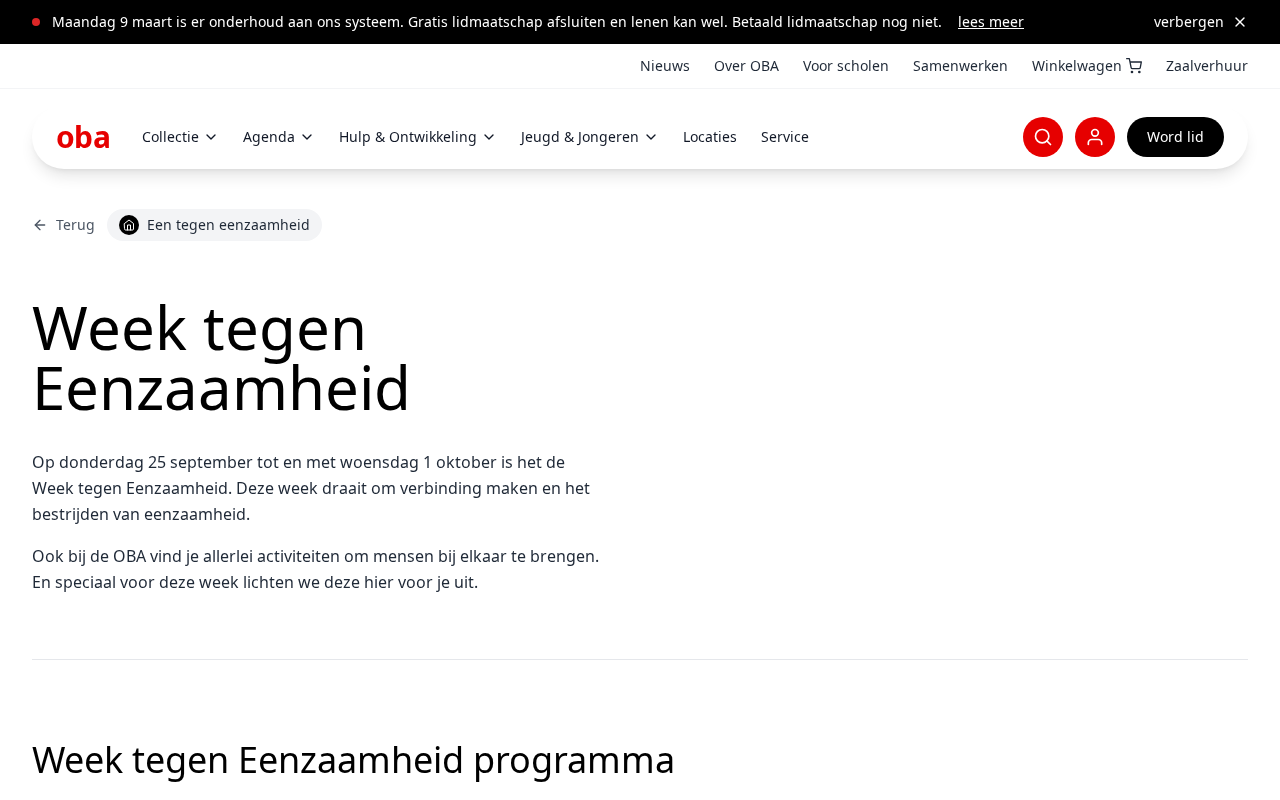 Maandag 9 maart is er onderhoud aan ons systeem. Gratis lidmaatschap afsluiten en lenen kan wel. Betaald lidmaatschap nog niet. lees meer verbergen
Nieuws Over OBA Voor scholen Samenwerken Winkelwagen Zaalverhuur
oba Collectie Agenda Hulp & Ontwikkeling Jeugd & Jongeren Locaties Service Word lid
Terug Een tegen eenzaamheid
Week tegen
Eenzaamheid
Op donderdag 25 september tot en met woensdag 1 oktober is het de
Week tegen Eenzaamheid. Deze week draait om verbinding maken en het
bestrijden van eenzaamheid.
Ook bij de OBA vind je allerlei activiteiten om mensen bij elkaar te brengen.
En speciaal voor deze week lichten we deze hier voor je uit.
Week tegen Eenzaamheid programma